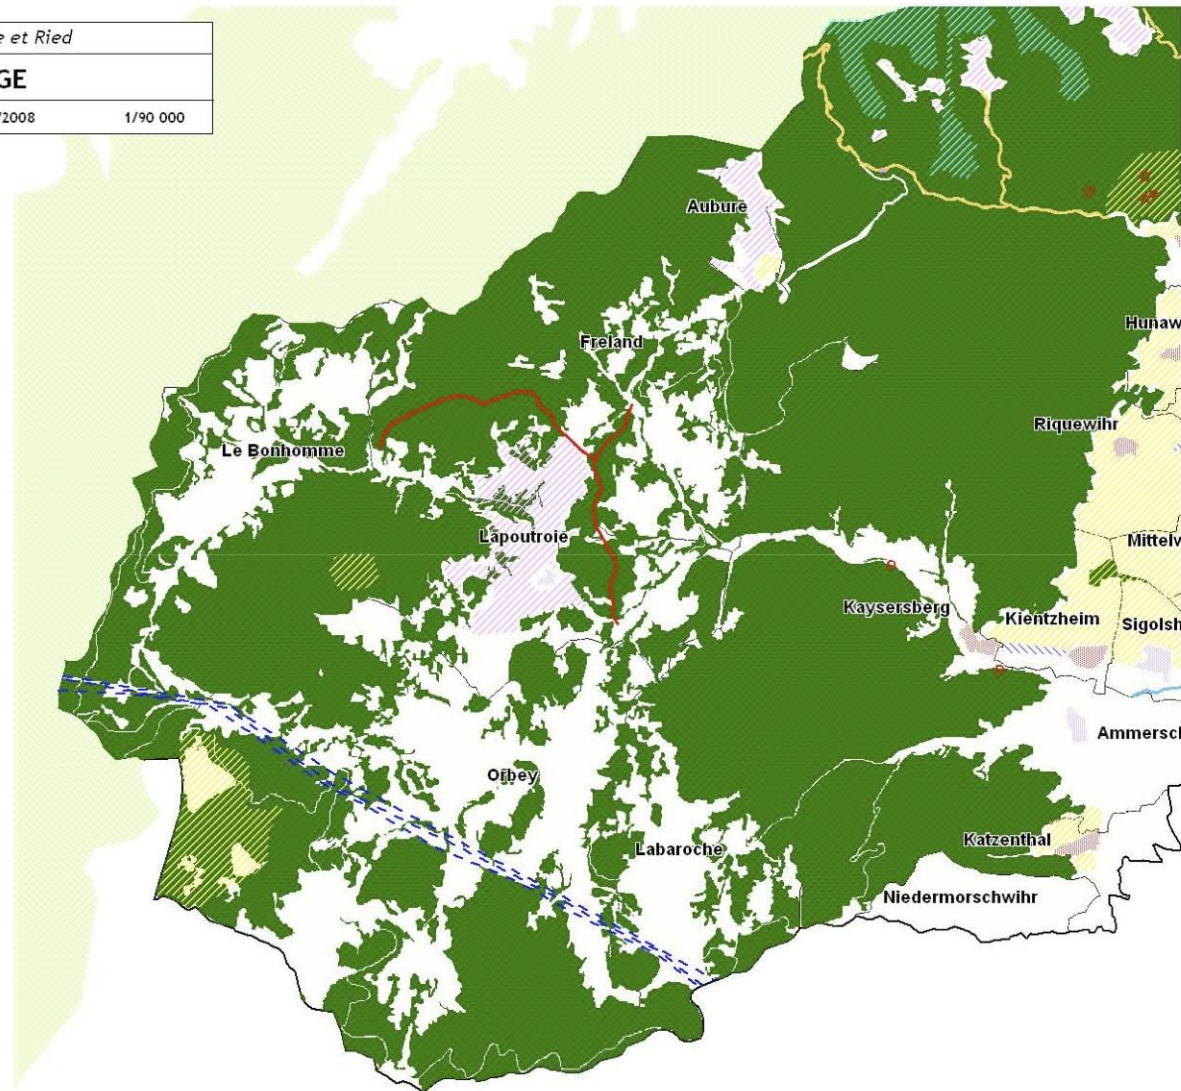 e et Ried
GE
/2008 1/90 000
Aubure
Hunaw
Freland
Riquewihr
Le Bonhomme
Lapoutroie
Mittelw
Kaysersberg
Kientzheim
Sigolsh
Ammersch
Orbey
Katzenthal
Labaroche
Niedermorschwihr